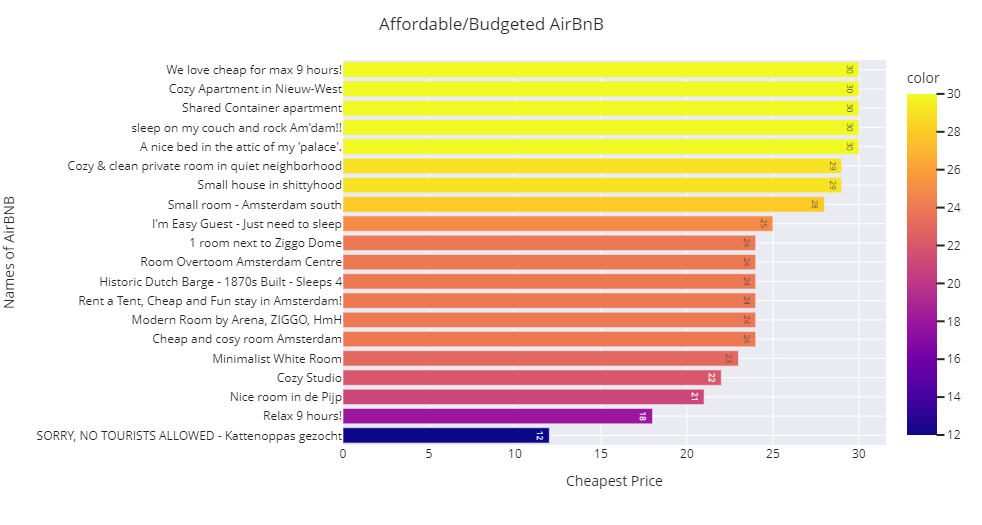 Affordable/Budgeted AirBnB
We love cheap for max 9 hours! 30
Cozy Apartment in Nieuw-West 30
Shared Container apartment 30
sleep on my couch and rock Am'dam!! 30
A nice bed in the attic of my 'palace'. 30
Cozy & clean private room in quiet neighborhood 29
Small house in shittyhood 29
Small room - Amsterdam south 28
I'm Easy Guest - Just need to sleep 25
1 room next to Ziggo Dome 24
Room Overtoom Amsterdam Centre 24
Historic Dutch Barge - 1870s Built - Sleeps 4 24
Rent a Tent, Cheap and Fun stay in Amsterdam! 24
Modern Room by Arena, ZIGGO, HmH 24
Cheap and cosy room Amsterdam 24
Minimalist White Room 23
Cozy Studio 22
Nice room in de Pijp 21
Relax 9 hours! 18
SORRY, NO TOURISTS ALLOWED - Kattenoppas gezocht 12
0 5 10 15 20 25 30
Cheapest Price
Names of AirBNB
color
30
28
26
24
22
20
18
16
14
12